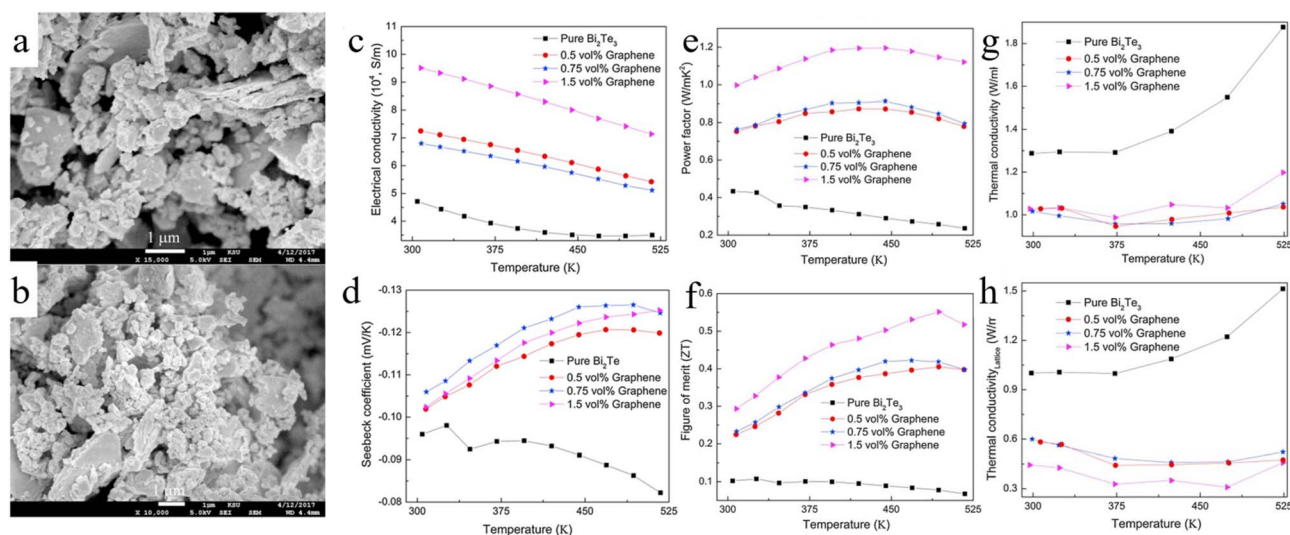 a
1 μm
1μm KSU 4/12/2017
X 15,000 5.0kV SEI SEM WD 4.4mm
b
1 μm
1μm KSU 4/12/2017
X 10,000 5.0kV SEI SEM WD 4.4mm
c
Electrical conductivity (10⁴, S/m)
11
10
9
8
7
6
5
4
3
Pure Bi₂Te₃
0.5 vol% Graphene
0.75 vol% Graphene
1.5 vol% Graphene
300 375 450 525
Temperature (K)
d
Seebeck coefficient (mV/K)
-0.13
-0.12
-0.11
-0.10
-0.09
-0.08
Pure Bi₂Te
0.5 vol% Graphene
0.75 vol% Graphene
1.5 vol% Graphene
300 375 450 525
Temperature (K)
e
Power factor (W/mK²)
1.4
1.2
1.0
0.8
0.6
0.4
0.2
Pure Bi₂Te₃
0.5 vol% Graphene
0.75 vol% Graphene
1.5 vol% Graphene
300 375 450 525
Temperature (K)
f
Figure of merit (ZT)
0.6
0.5
0.4
0.3
0.2
0.1
Pure Bi₂Te₃
0.5 vol% Graphene
0.75 vol% Graphene
1.5 vol% Graphene
300 375 450 525
Temperature (K)
g
Thermal conductivity (W/ml
1.8
1.6
1.4
1.2
1.0
Pure Bi₂Te₃
0.5 vol% Graphene
0.75 vol% Graphene
1.5 vol% Graphene
300 375 450 525
Temperature (K)
h
Thermal conductivity Lattice (W/rr
1.5
1.2
0.9
0.6
0.3
Pure Bi₂Te₃
0.5 vol% Graphene
0.75 vol% Graphene
1.5 vol% Graphene
300 375 450 525
Temperature (K)